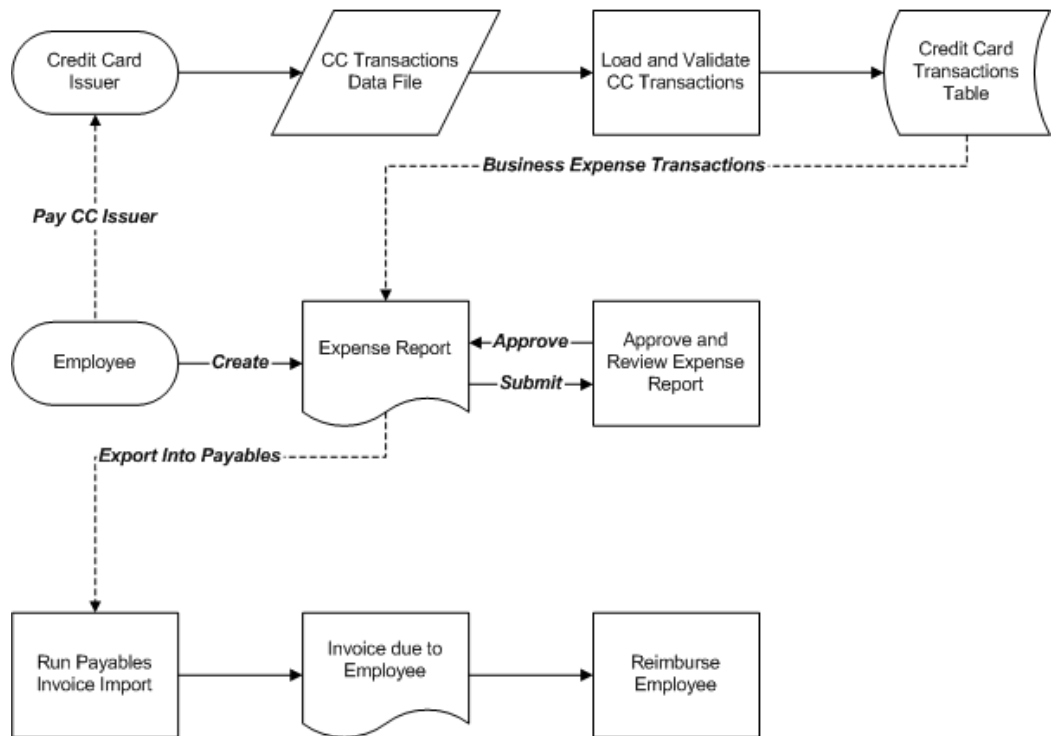 Credit Card
Issuer
CC Transactions
Data File
Load and Validate
CC Transactions
Credit Card
Transactions
Table
Business Expense Transactions
Pay CC Issuer
Employee
Create
Expense Report
Approve
Submit
Approve and
Review Expense
Report
Export Into Payables
Run Payables
Invoice Import
Invoice due to
Employee
Reimburse
Employee